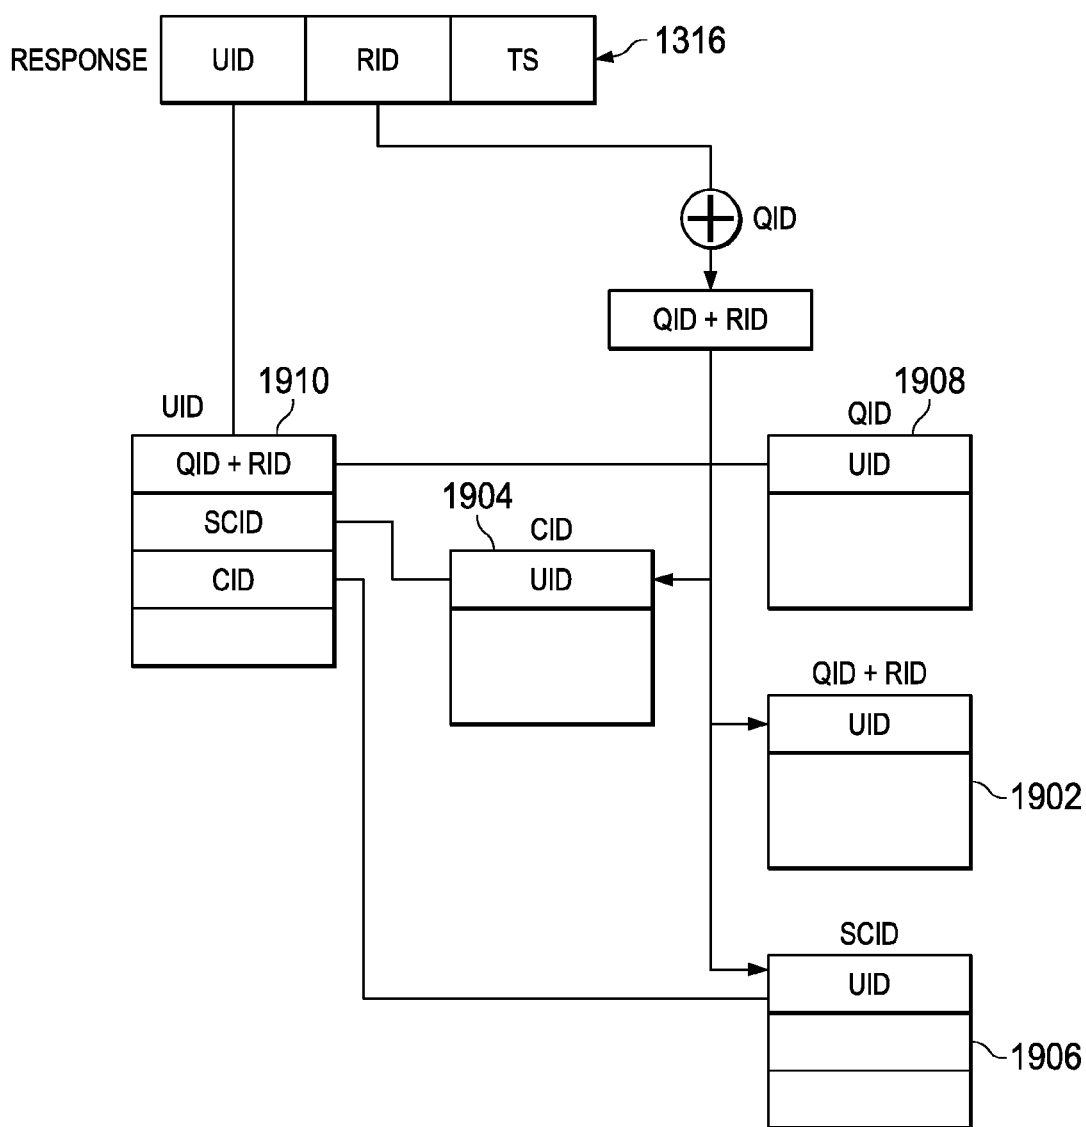 RESPONSE UID RID TS 1316
QID
QID + RID
1910
1908
UID
QID
QID + RID
UID
1904
SCID
CID
CID
UID
QID + RID
UID
1902
SCID
UID
1906